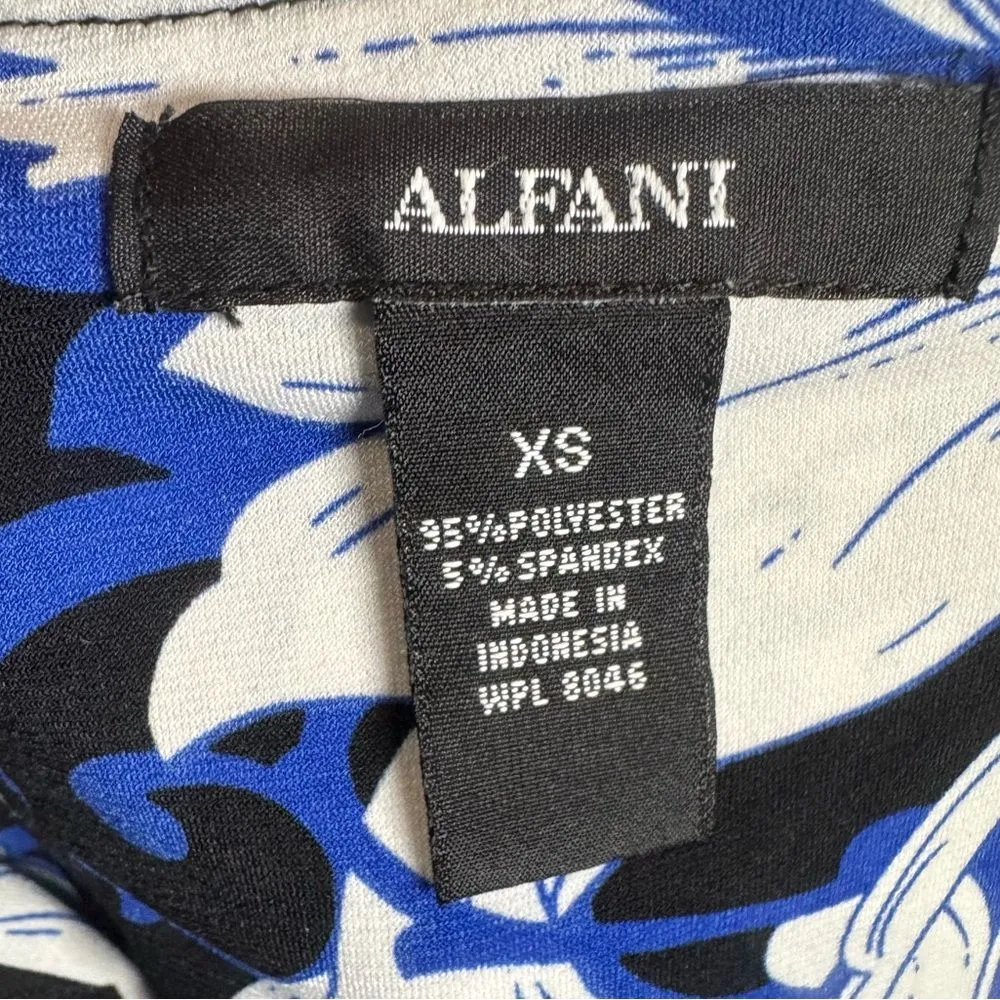 ALFANI
XS
95% POLYESTER
5% SPANDEX
MADE IN
INDONESIA
WPL 8046